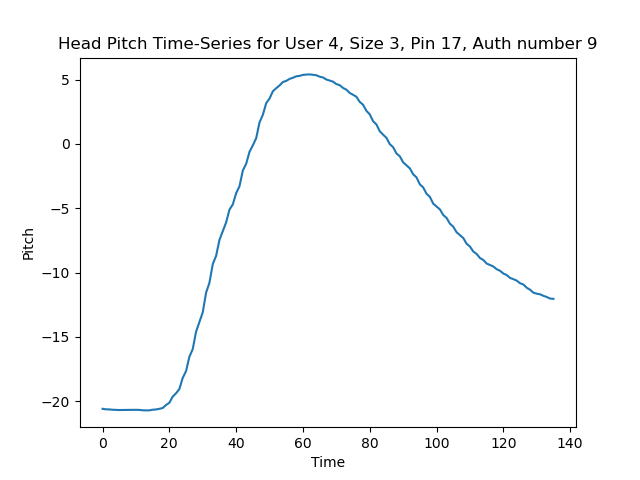 Head Pitch Time-Series for User 4, Size 3, Pin 17, Auth number 9
5
0
−5
−10
−15
−20
Pitch
0 20 40 60 80 100 120 140
Time